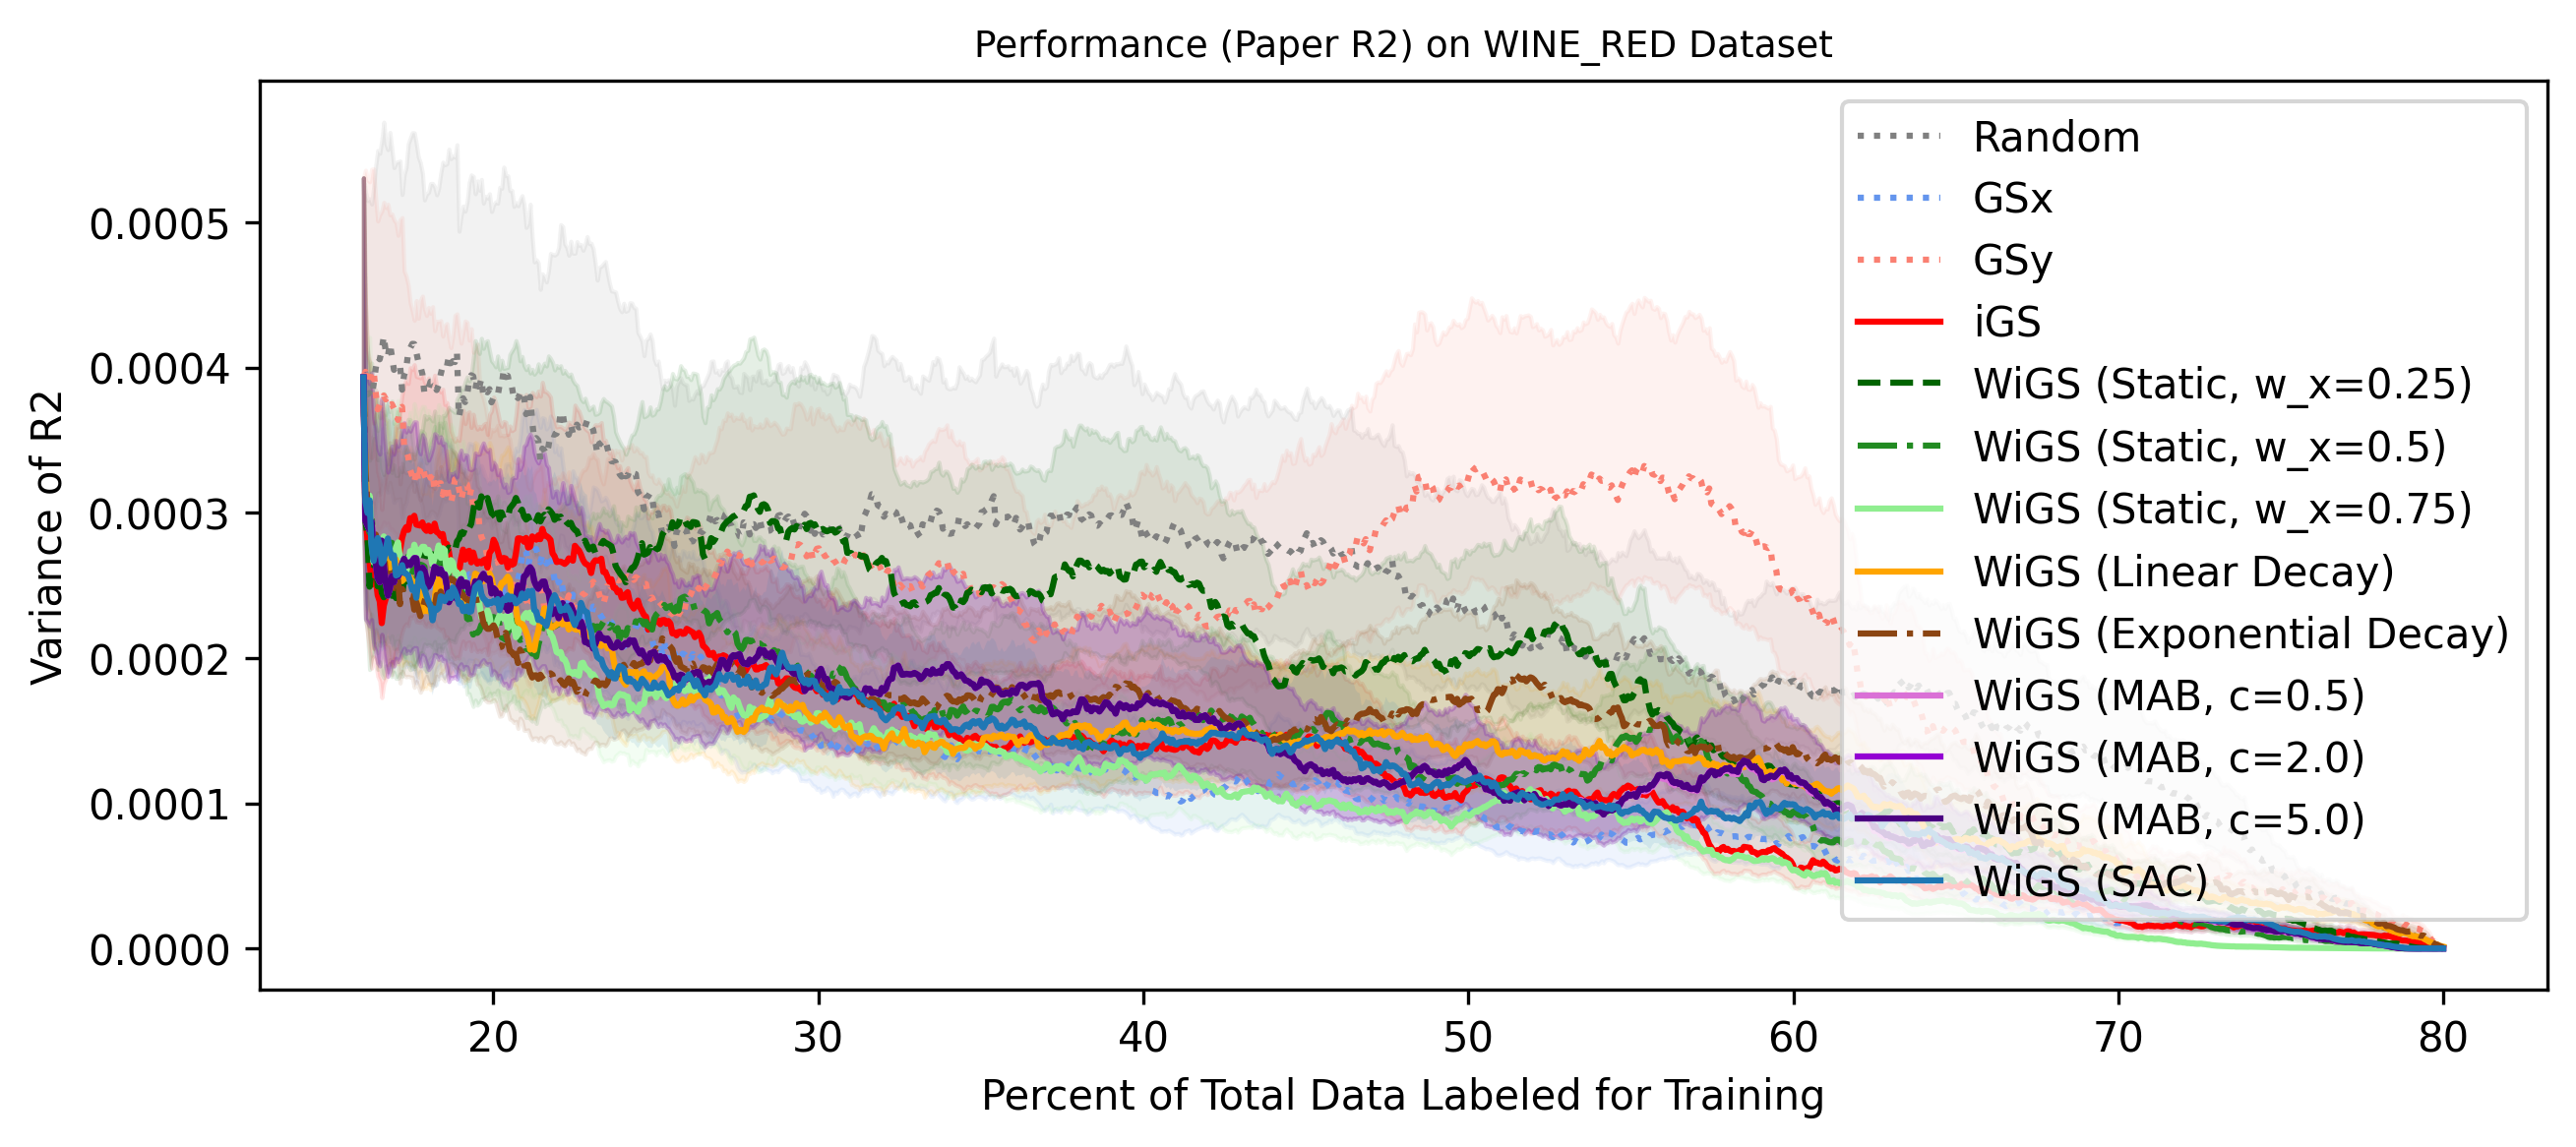 Performance (Paper R2) on WINE_RED Dataset
Variance of R2
0.0005
0.0004
0.0003
0.0002
0.0001
0.0000
Random
GSx
GSy
iGS
WiGS (Static, w_x=0.25)
WiGS (Static, w_x=0.5)
WiGS (Static, w_x=0.75)
WiGS (Linear Decay)
WiGS (Exponential Decay)
WiGS (MAB, c=0.5)
WiGS (MAB, c=2.0)
WiGS (MAB, c=5.0)
WiGS (SAC)
20 30 40 50 60 70 80
Percent of Total Data Labeled for Training